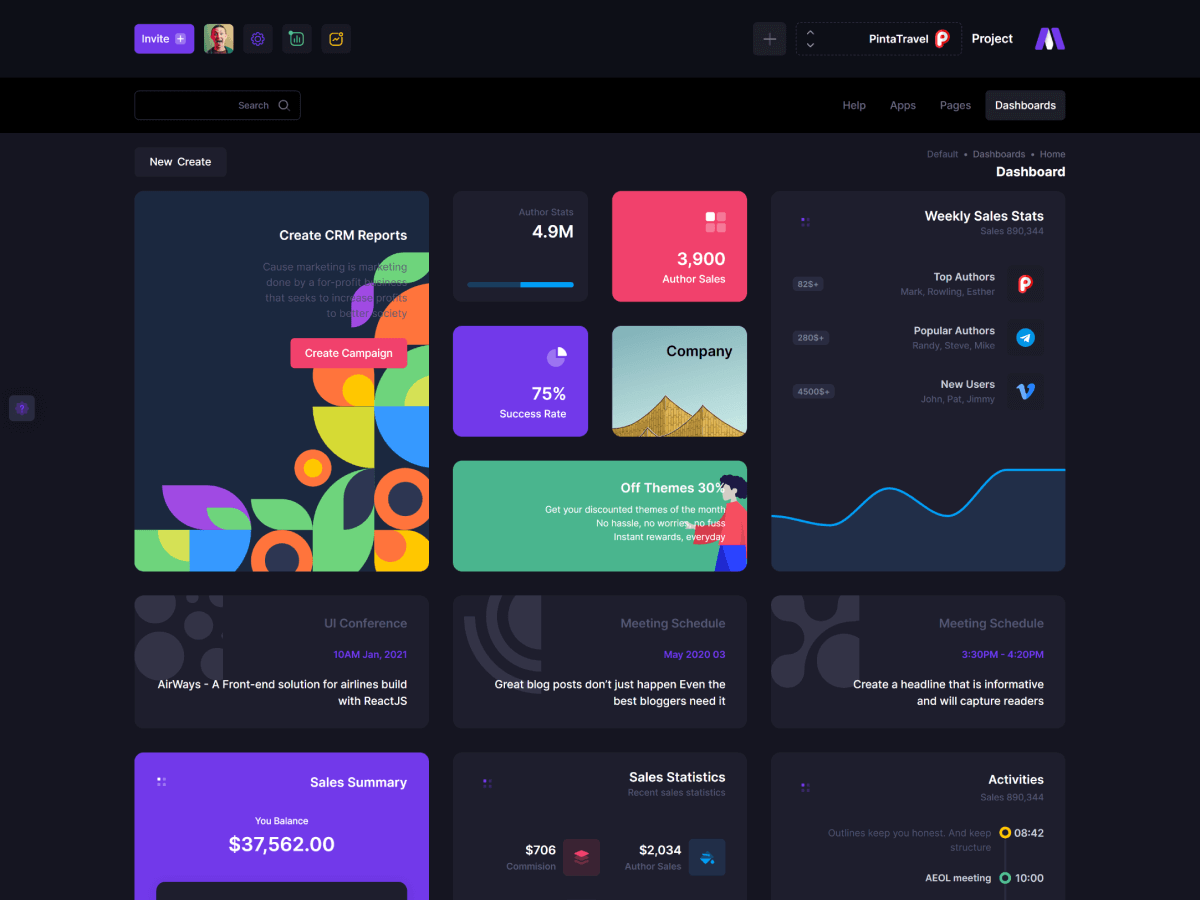 Invite
PintaTravel
Project
Search
Help
Apps
Pages
Dashboards
New Create
Default • Dashboards • Home
Dashboard
Create CRM Reports
Cause marketing is marketing
done by a for-profit business
that seeks to increase profits
to better society
Create Campaign
Author Stats
4.9M
3,900
Author Sales
75%
Success Rate
Company
Off Themes 30%
Get your discounted themes of the month
No hassle, no worries, no fuss
Instant rewards, everyday
Weekly Sales Stats
Sales 890,344
Top Authors
Mark, Rowling, Esther
825+
Popular Authors
Randy, Steve, Mike
280$+
New Users
John, Pat, Jimmy
4500$+
UI Conference
10AM Jan, 2021
AirWays - A Front-end solution for airlines build
with ReactJS
Meeting Schedule
May 2020 03
Great blog posts don't just happen Even the
best bloggers need it
Meeting Schedule
3:30PM - 4:20PM
Create a headline that is informative
and will capture readers
Sales Summary
You Balance
$37,562.00
Sales Statistics
Recent sales statistics
$706
Commision
$2,034
Author Sales
Activities
Sales 890,344
08:42
Outlines keep you honest. And keep
structure
10:00
AEOL meeting